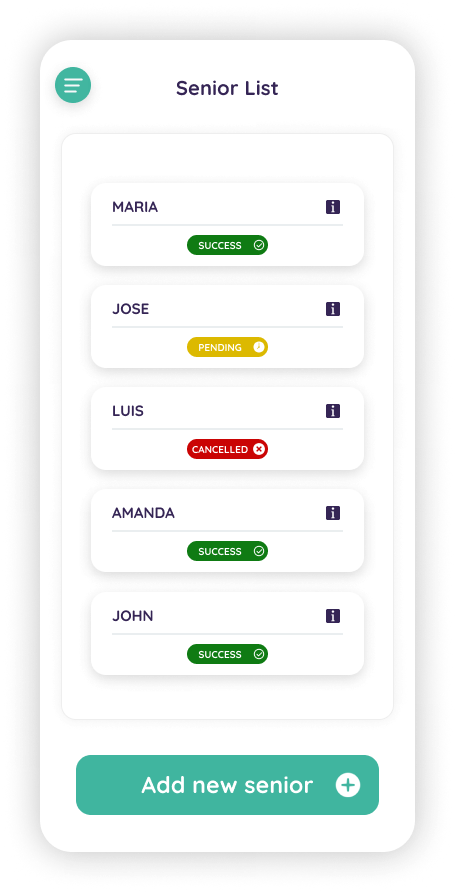 Senior List
MARIA
SUCCESS
JOSE
PENDING
LUIS
CANCELLED
AMANDA
SUCCESS
JOHN
SUCCESS
Add new senior